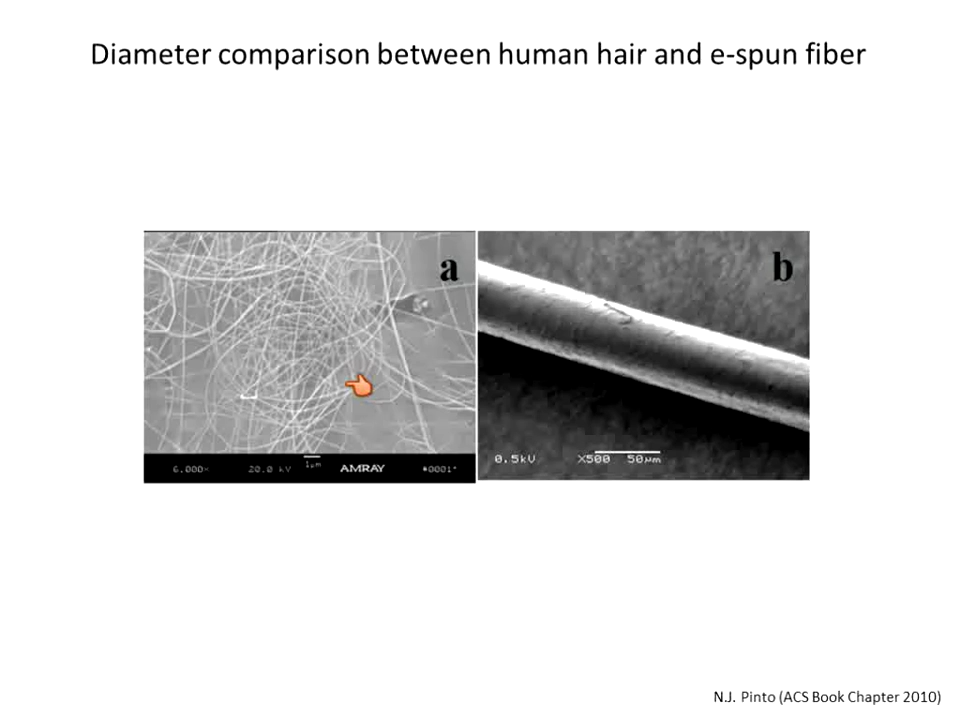 Diameter comparison between human hair and e-spun fiber
a
b
6,000× 20.0 kV 1µm AMRAY #0001*
0.5kV X500 50µm
N.J. Pinto (ACS Book Chapter 2010)